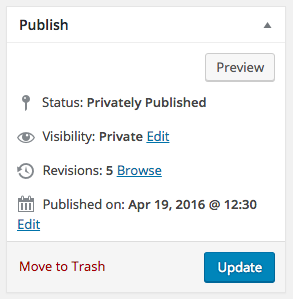 Publish
Preview
Status: Privately Published
Visibility: Private Edit
Revisions: 5 Browse
Published on: Apr 19, 2016 @ 12:30
Edit
Move to Trash Update